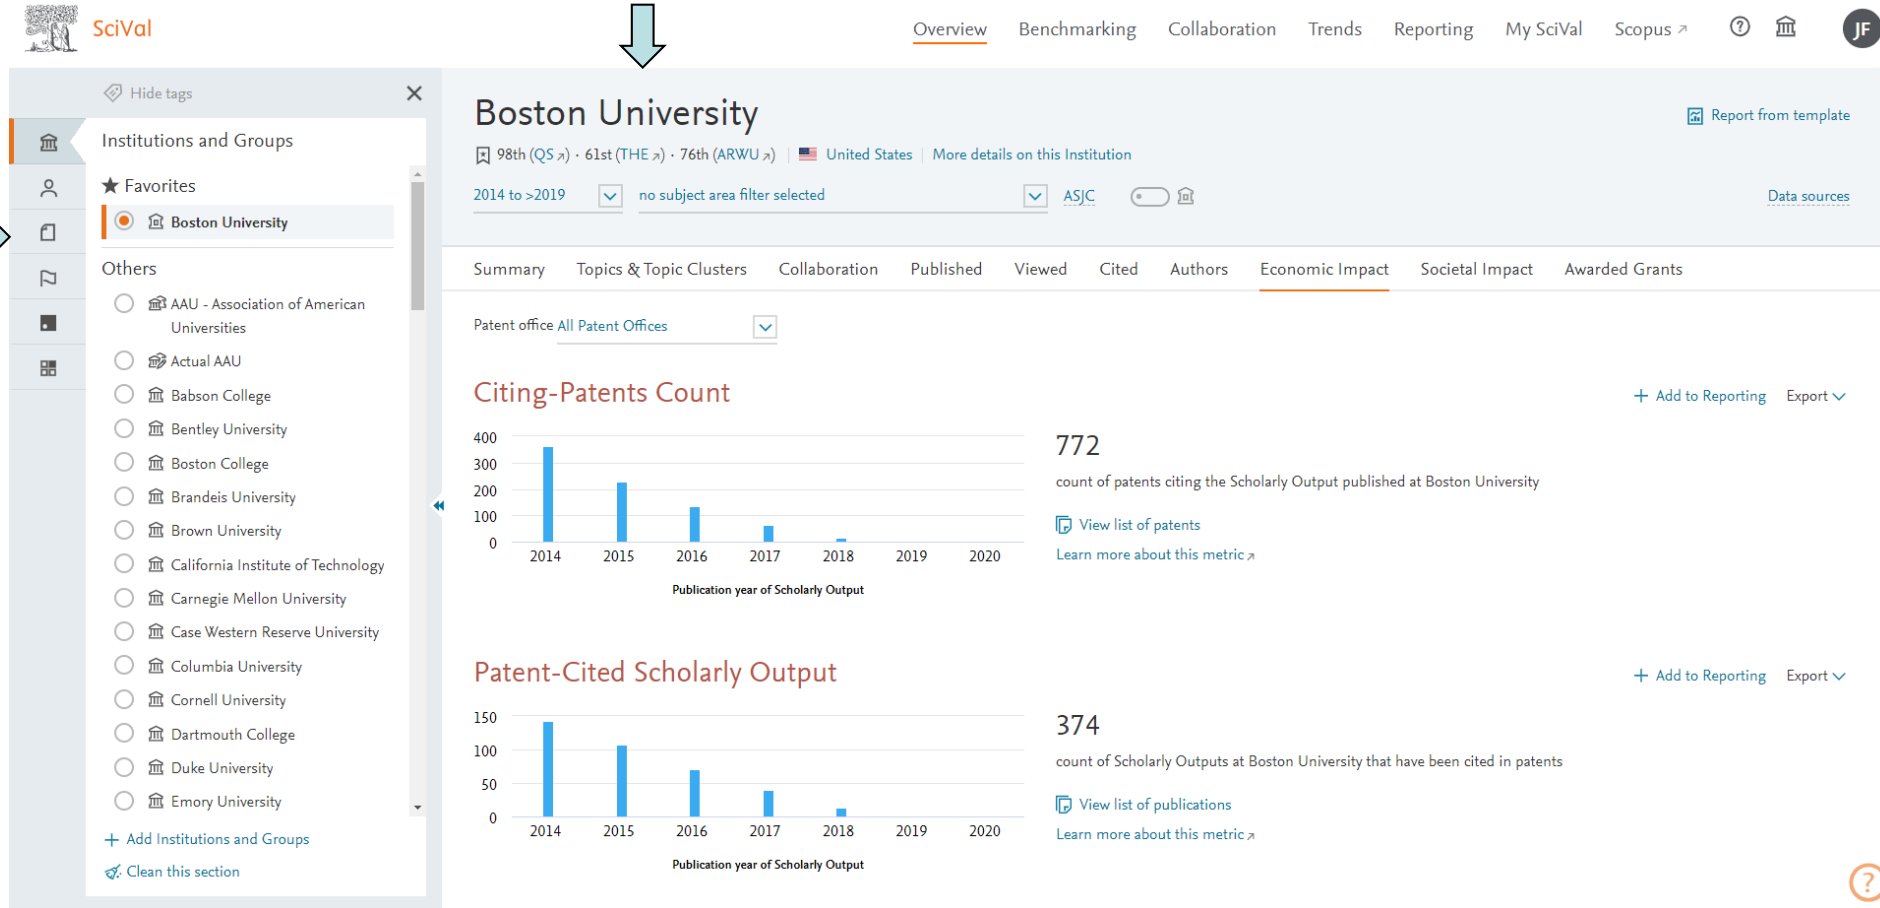 SciVal
Overview Benchmarking Collaboration Trends Reporting My SciVal Scopus ↗ ? JF
Hide tags
Institutions and Groups
★ Favorites
Boston University
Others
AAU - Association of American
Universities
Actual AAU
Babson College
Bentley University
Boston College
Brandeis University
Brown University
California Institute of Technology
Carnegie Mellon University
Case Western Reserve University
Columbia University
Cornell University
Dartmouth College
Duke University
Emory University
+ Add Institutions and Groups
Clean this section
Boston University
Report from template
98th (QS ↗) · 61st (THE ↗) · 76th (ARWU ↗) | United States | More details on this Institution
2014 to >2019 no subject area filter selected ASJC
Data sources
Summary Topics & Topic Clusters Collaboration Published Viewed Cited Authors Economic Impact Societal Impact Awarded Grants
Patent office All Patent Offices
Citing-Patents Count
+ Add to Reporting Export
400
300
200
100
0
2014 2015 2016 2017 2018 2019 2020
Publication year of Scholarly Output
772
count of patents citing the Scholarly Output published at Boston University
View list of patents
Learn more about this metric ↗
Patent-Cited Scholarly Output
+ Add to Reporting Export
150
100
50
0
2014 2015 2016 2017 2018 2019 2020
Publication year of Scholarly Output
374
count of Scholarly Outputs at Boston University that have been cited in patents
View list of publications
Learn more about this metric ↗
?